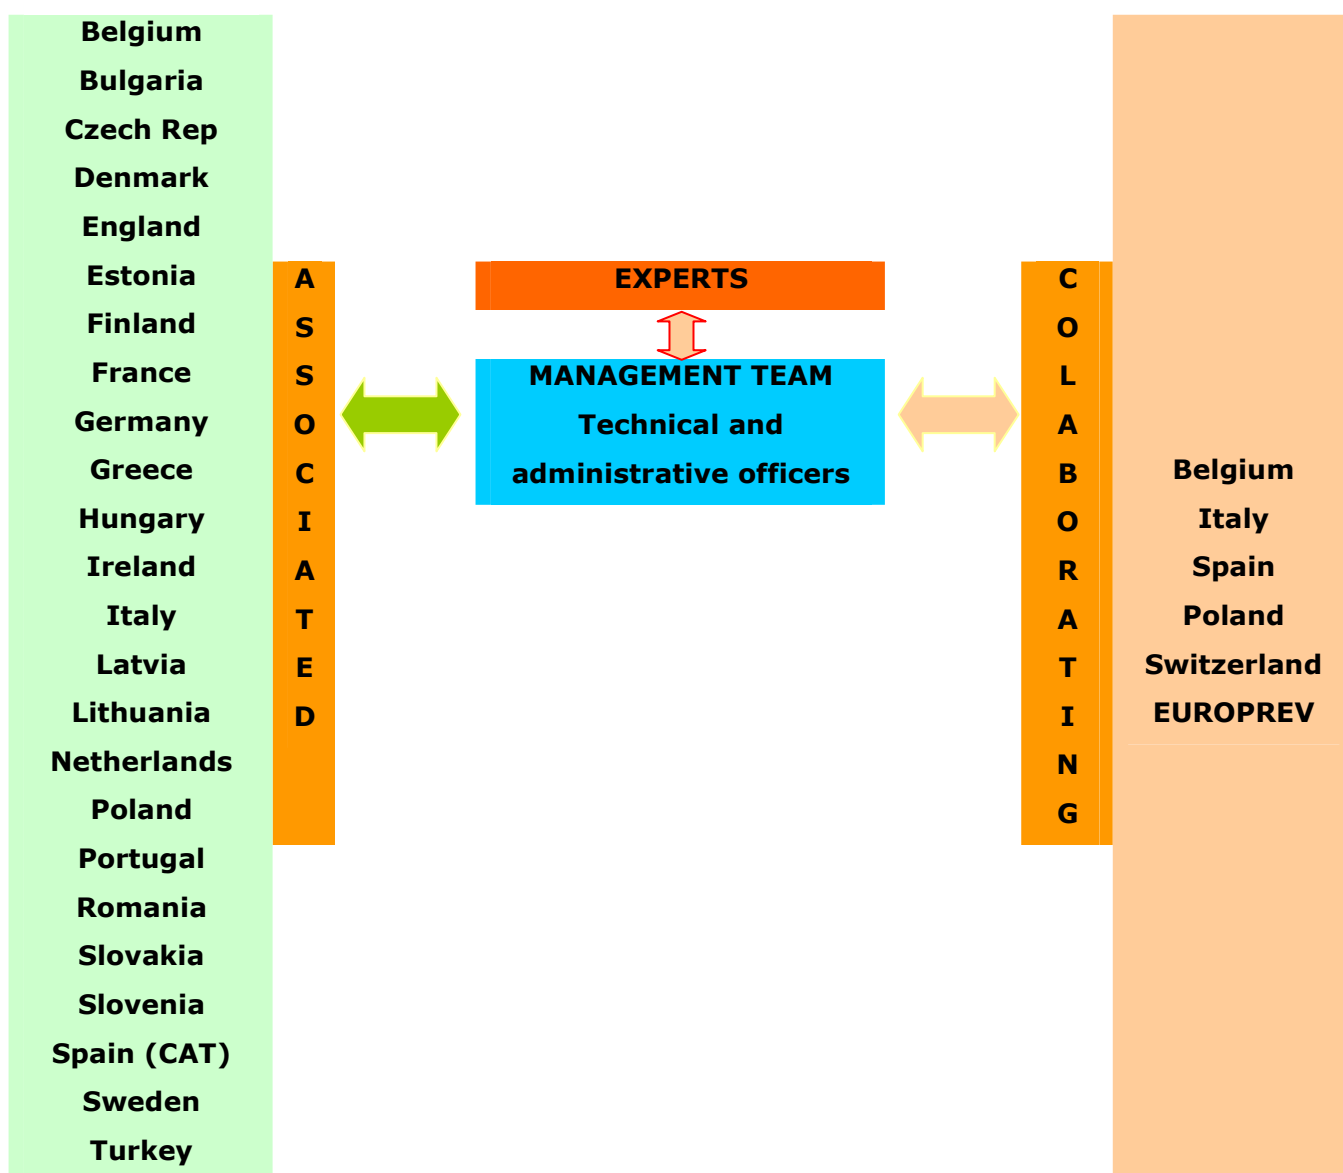 Belgium
Bulgaria
Czech Rep
Denmark
England
Estonia
Finland
France
Germany
Greece
Hungary
Ireland
Italy
Latvia
Lithuania
Netherlands
Poland
Portugal
Romania
Slovakia
Slovenia
Spain (CAT)
Sweden
Turkey
A
S
S
O
C
I
A
T
E
D
EXPERTS
MANAGEMENT TEAM
Technical and
administrative officers
C
O
L
A
B
O
R
A
T
I
N
G
Belgium
Italy
Spain
Poland
Switzerland
EUROPREV